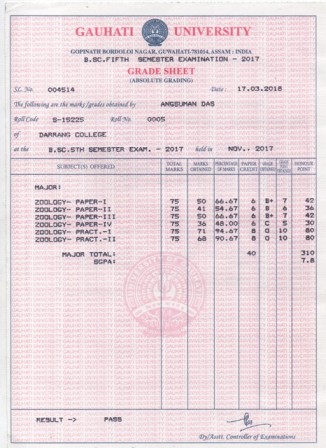 GAUHATI UNIVERSITY
GOPINATH BORDOLOI NAGAR, GUWAHATI-781014, ASSAM : INDIA
B.SC.FIFTH SEMESTER EXAMINATION - 2017
GRADE SHEET
(ABSOLUTE GRADING)
SL. No. 004514 Date : 17.03.2018
The following are the marks /grades obtained by ANGSUMAN DAS
Roll Code S-15225 Roll No. 0005
of DARRANG COLLEGE
at the B.SC.5TH SEMESTER EXAM. - 2017 held in NOV., 2017
SUBJECT(S) OFFERED TOTAL MARKS MARKS OBTAINED PERCENTAGE OF MARKS PAPER CREDIT GRADE POINT HONOUR POINT
MAJOR:
ZOOLOGY- PAPER-I 75 50 66.67 6 B+ 7 42
ZOOLOGY- PAPER-II 75 41 54.67 6 B 6 36
ZOOLOGY- PAPER-III 75 50 66.67 6 B+ 7 42
ZOOLOGY- PAPER-IV 75 36 48.00 6 C 5 30
ZOOLOGY- PRACT.-I 75 71 94.67 8 O 10 80
ZOOLOGY- PRACT.-II 75 68 90.67 8 O 10 80
MAJOR TOTAL: 40 310
SGPA: 7.8
RESULT -> PASS
Dy/Asstt. Controller of Examinations